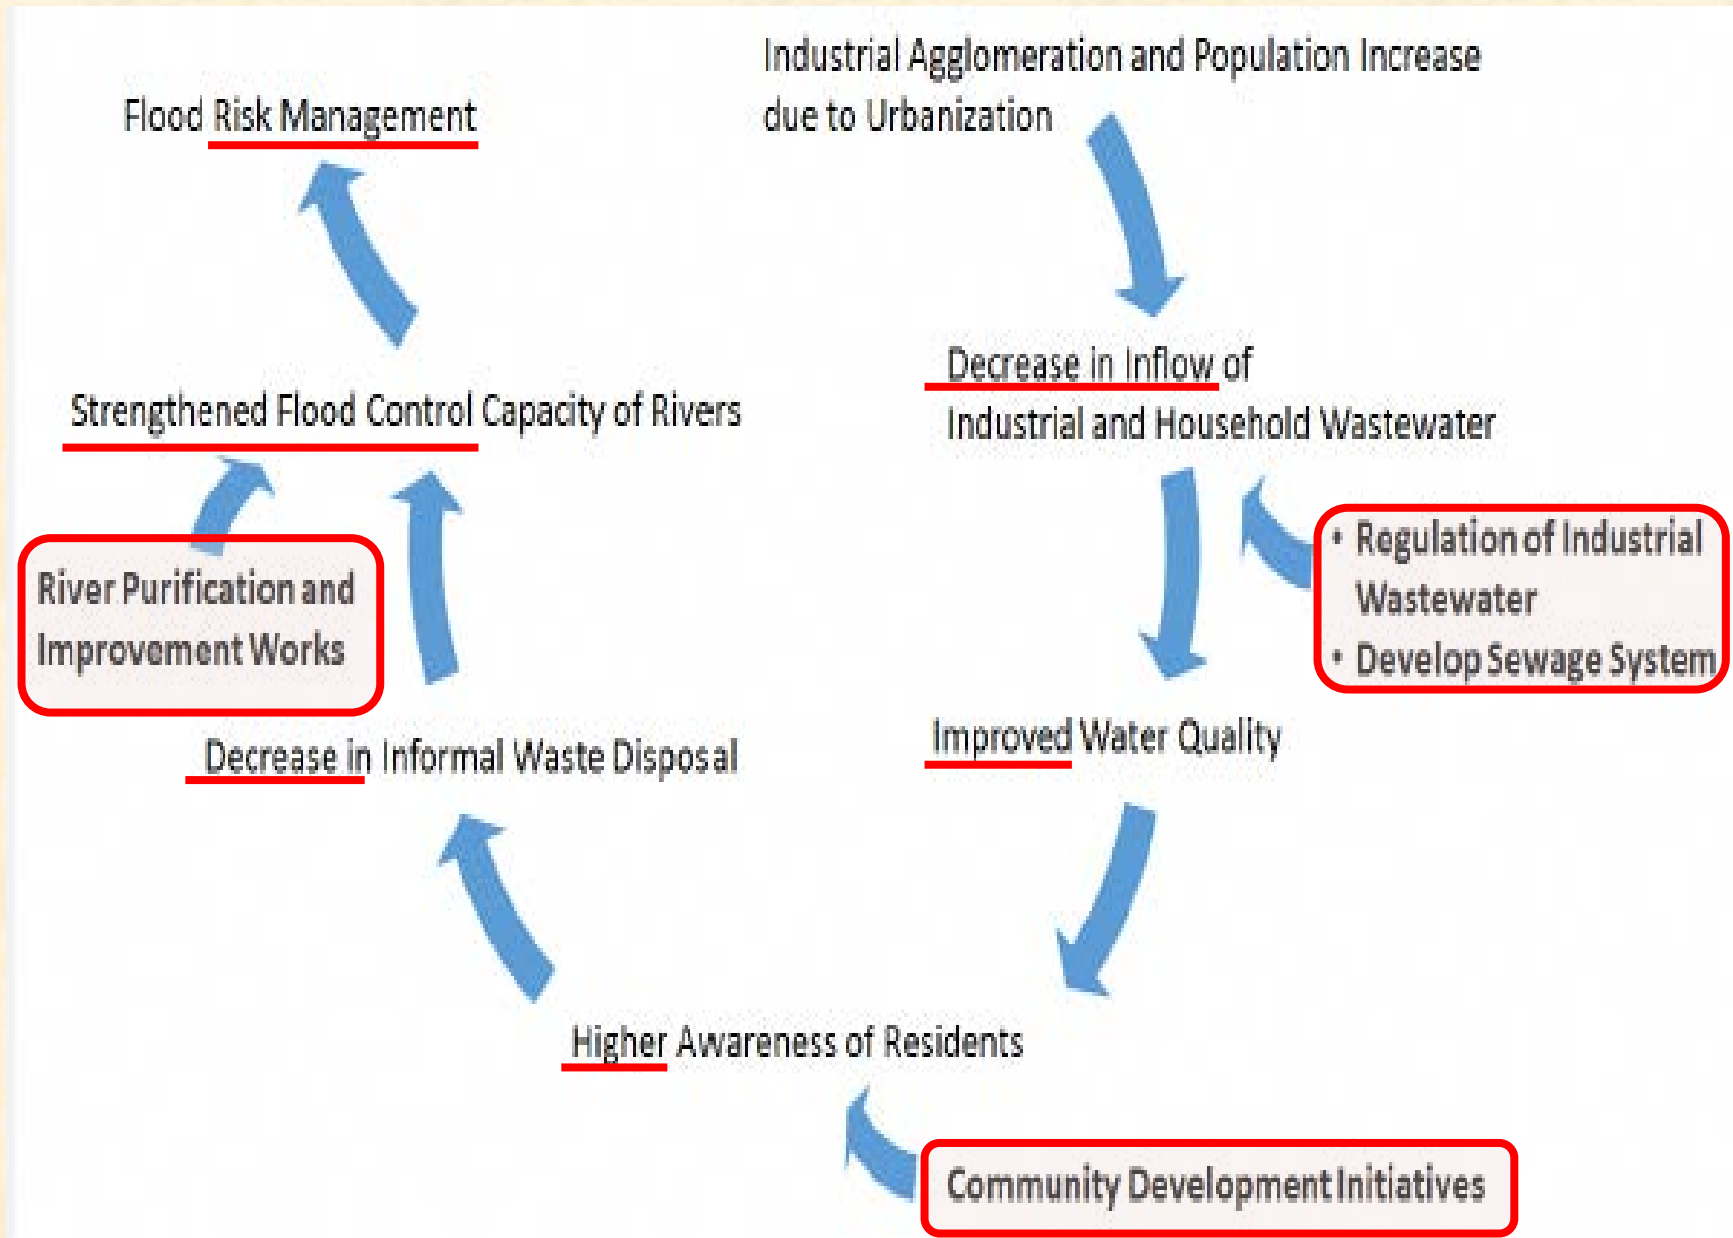 Industrial Agglomeration and Population Increase
due to Urbanization
Flood Risk Management
Decrease in Inflow of
Industrial and Household Wastewater
Strengthened Flood Control Capacity of Rivers
• Regulation of Industrial
Wastewater
• Develop Sewage System
River Purification and
Improvement Works
Improved Water Quality
Decrease in Informal Waste Disposal
Higher Awareness of Residents
Community Development Initiatives